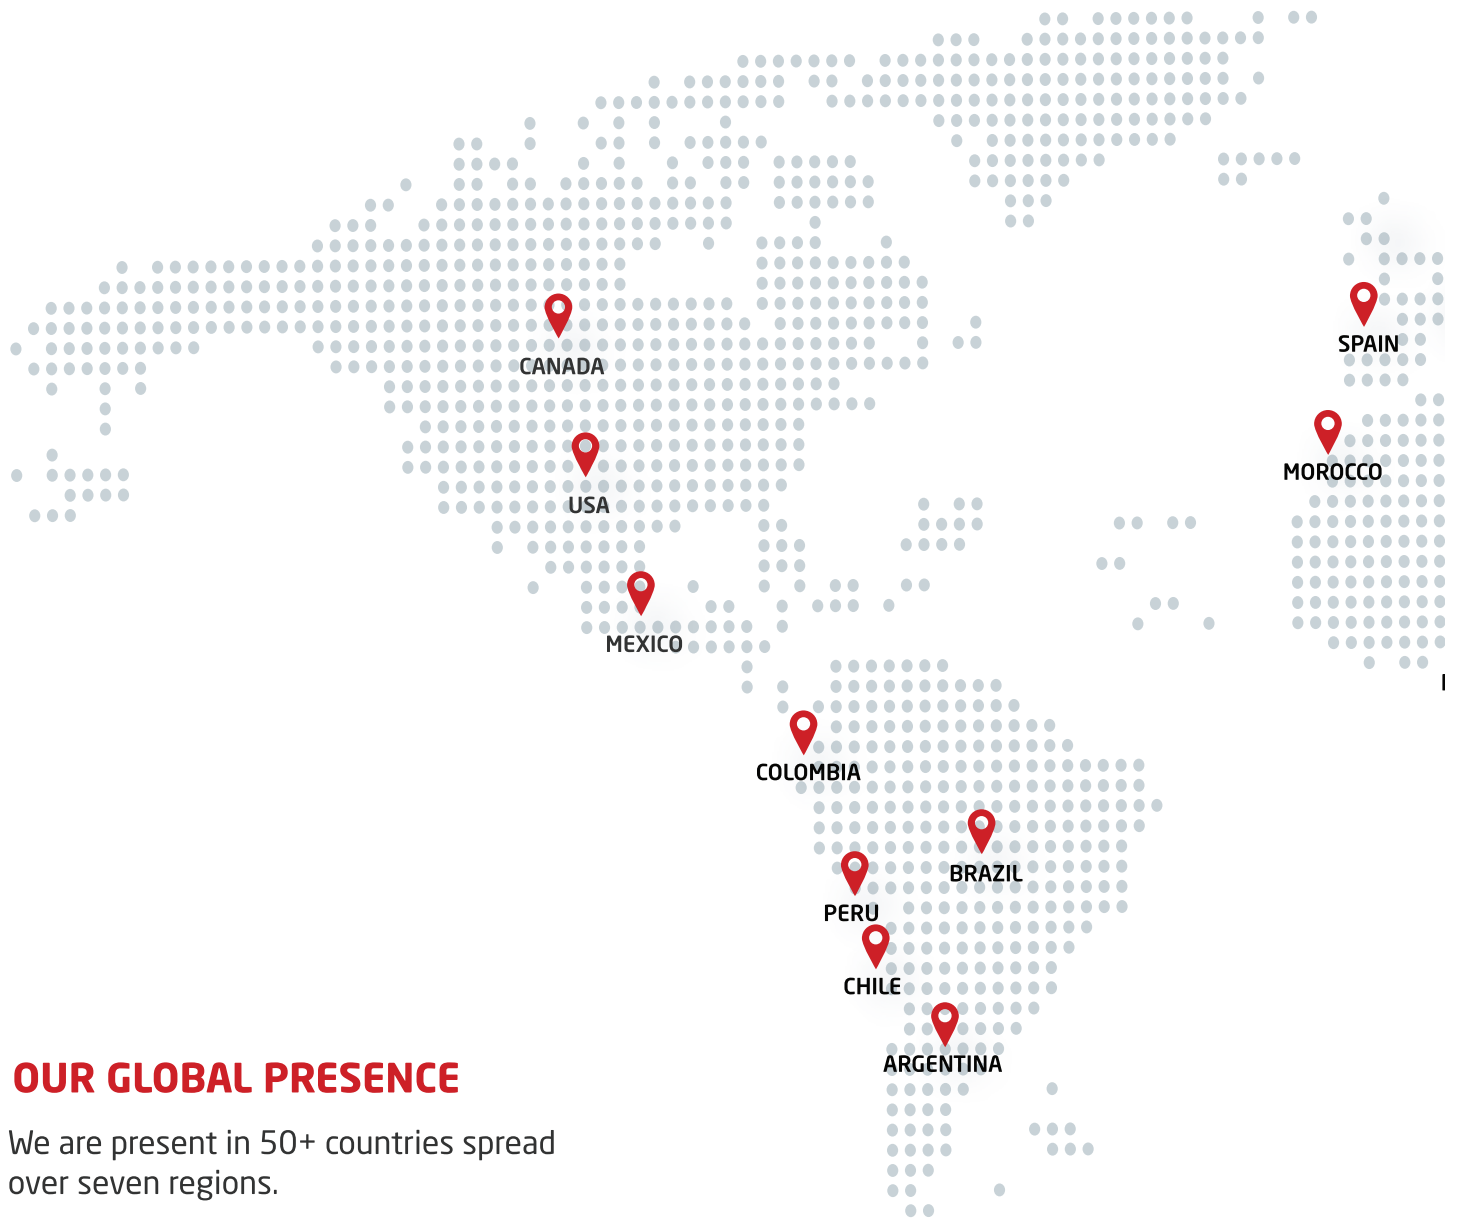 SPAIN
CANADA
MOROCCO
USA
MEXICO
COLOMBIA
BRAZIL
PERU
CHILE
ARGENTINA
OUR GLOBAL PRESENCE
We are present in 50+ countries spread
over seven regions.